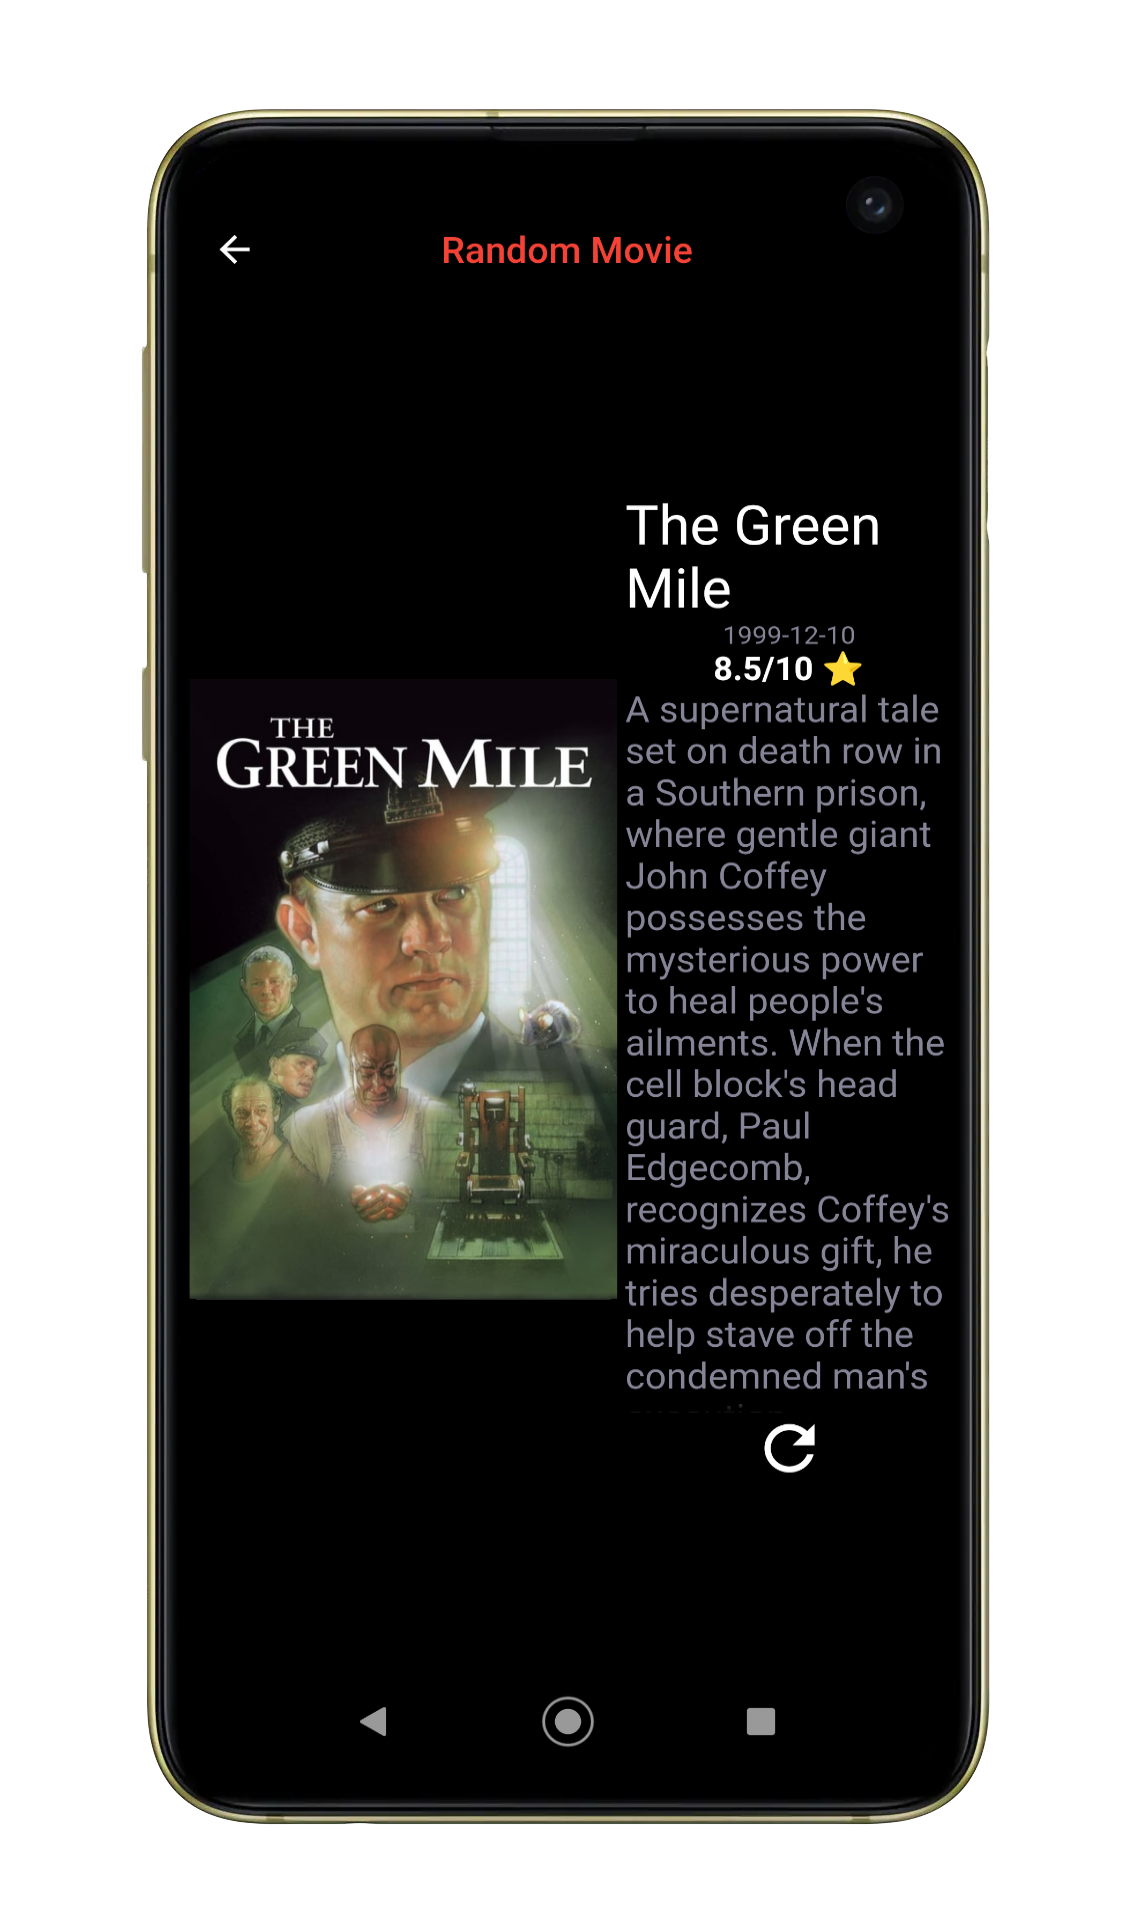 Random Movie
The Green
Mile
1999-12-10
8.5/10 ⭐
A supernatural tale
set on death row in
a Southern prison,
where gentle giant
John Coffey
possesses the
mysterious power
to heal people's
ailments. When the
cell block's head
guard, Paul
Edgecomb,
recognizes Coffey's
miraculous gift, he
tries desperately to
help stave off the
condemned man's
THE
GREEN MILE